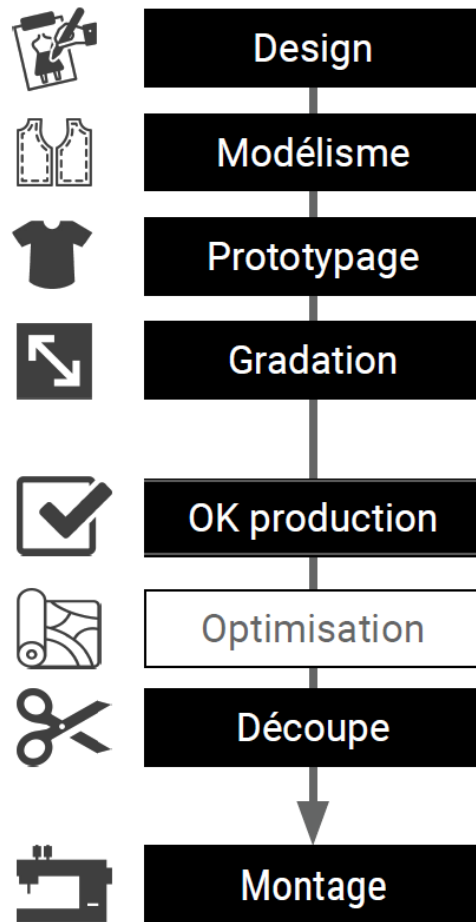 Design
Modélisme
Prototypage
Gradation
OK production
Optimisation
Découpe
Montage